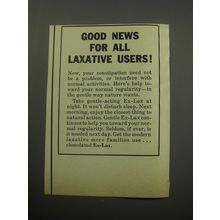 GOOD NEWS
FOR ALL
LAXATIVE USERS!
Now, your constipation need not
be a problem, or interfere with
normal activities. Here's help to-
ward your normal regularity—in
the gentle way nature wants.
Take gentle-acting Ex-Lax at
night. It won't disturb sleep. Next
morning, enjoy the closest thing to
natural action. Gentle Ex-Lax con-
tinues to help you toward your nor-
mal regularity. Seldom, if ever, is
it needed next day. Get the modern
laxative more families use ...
chocolated Ex-Lax.